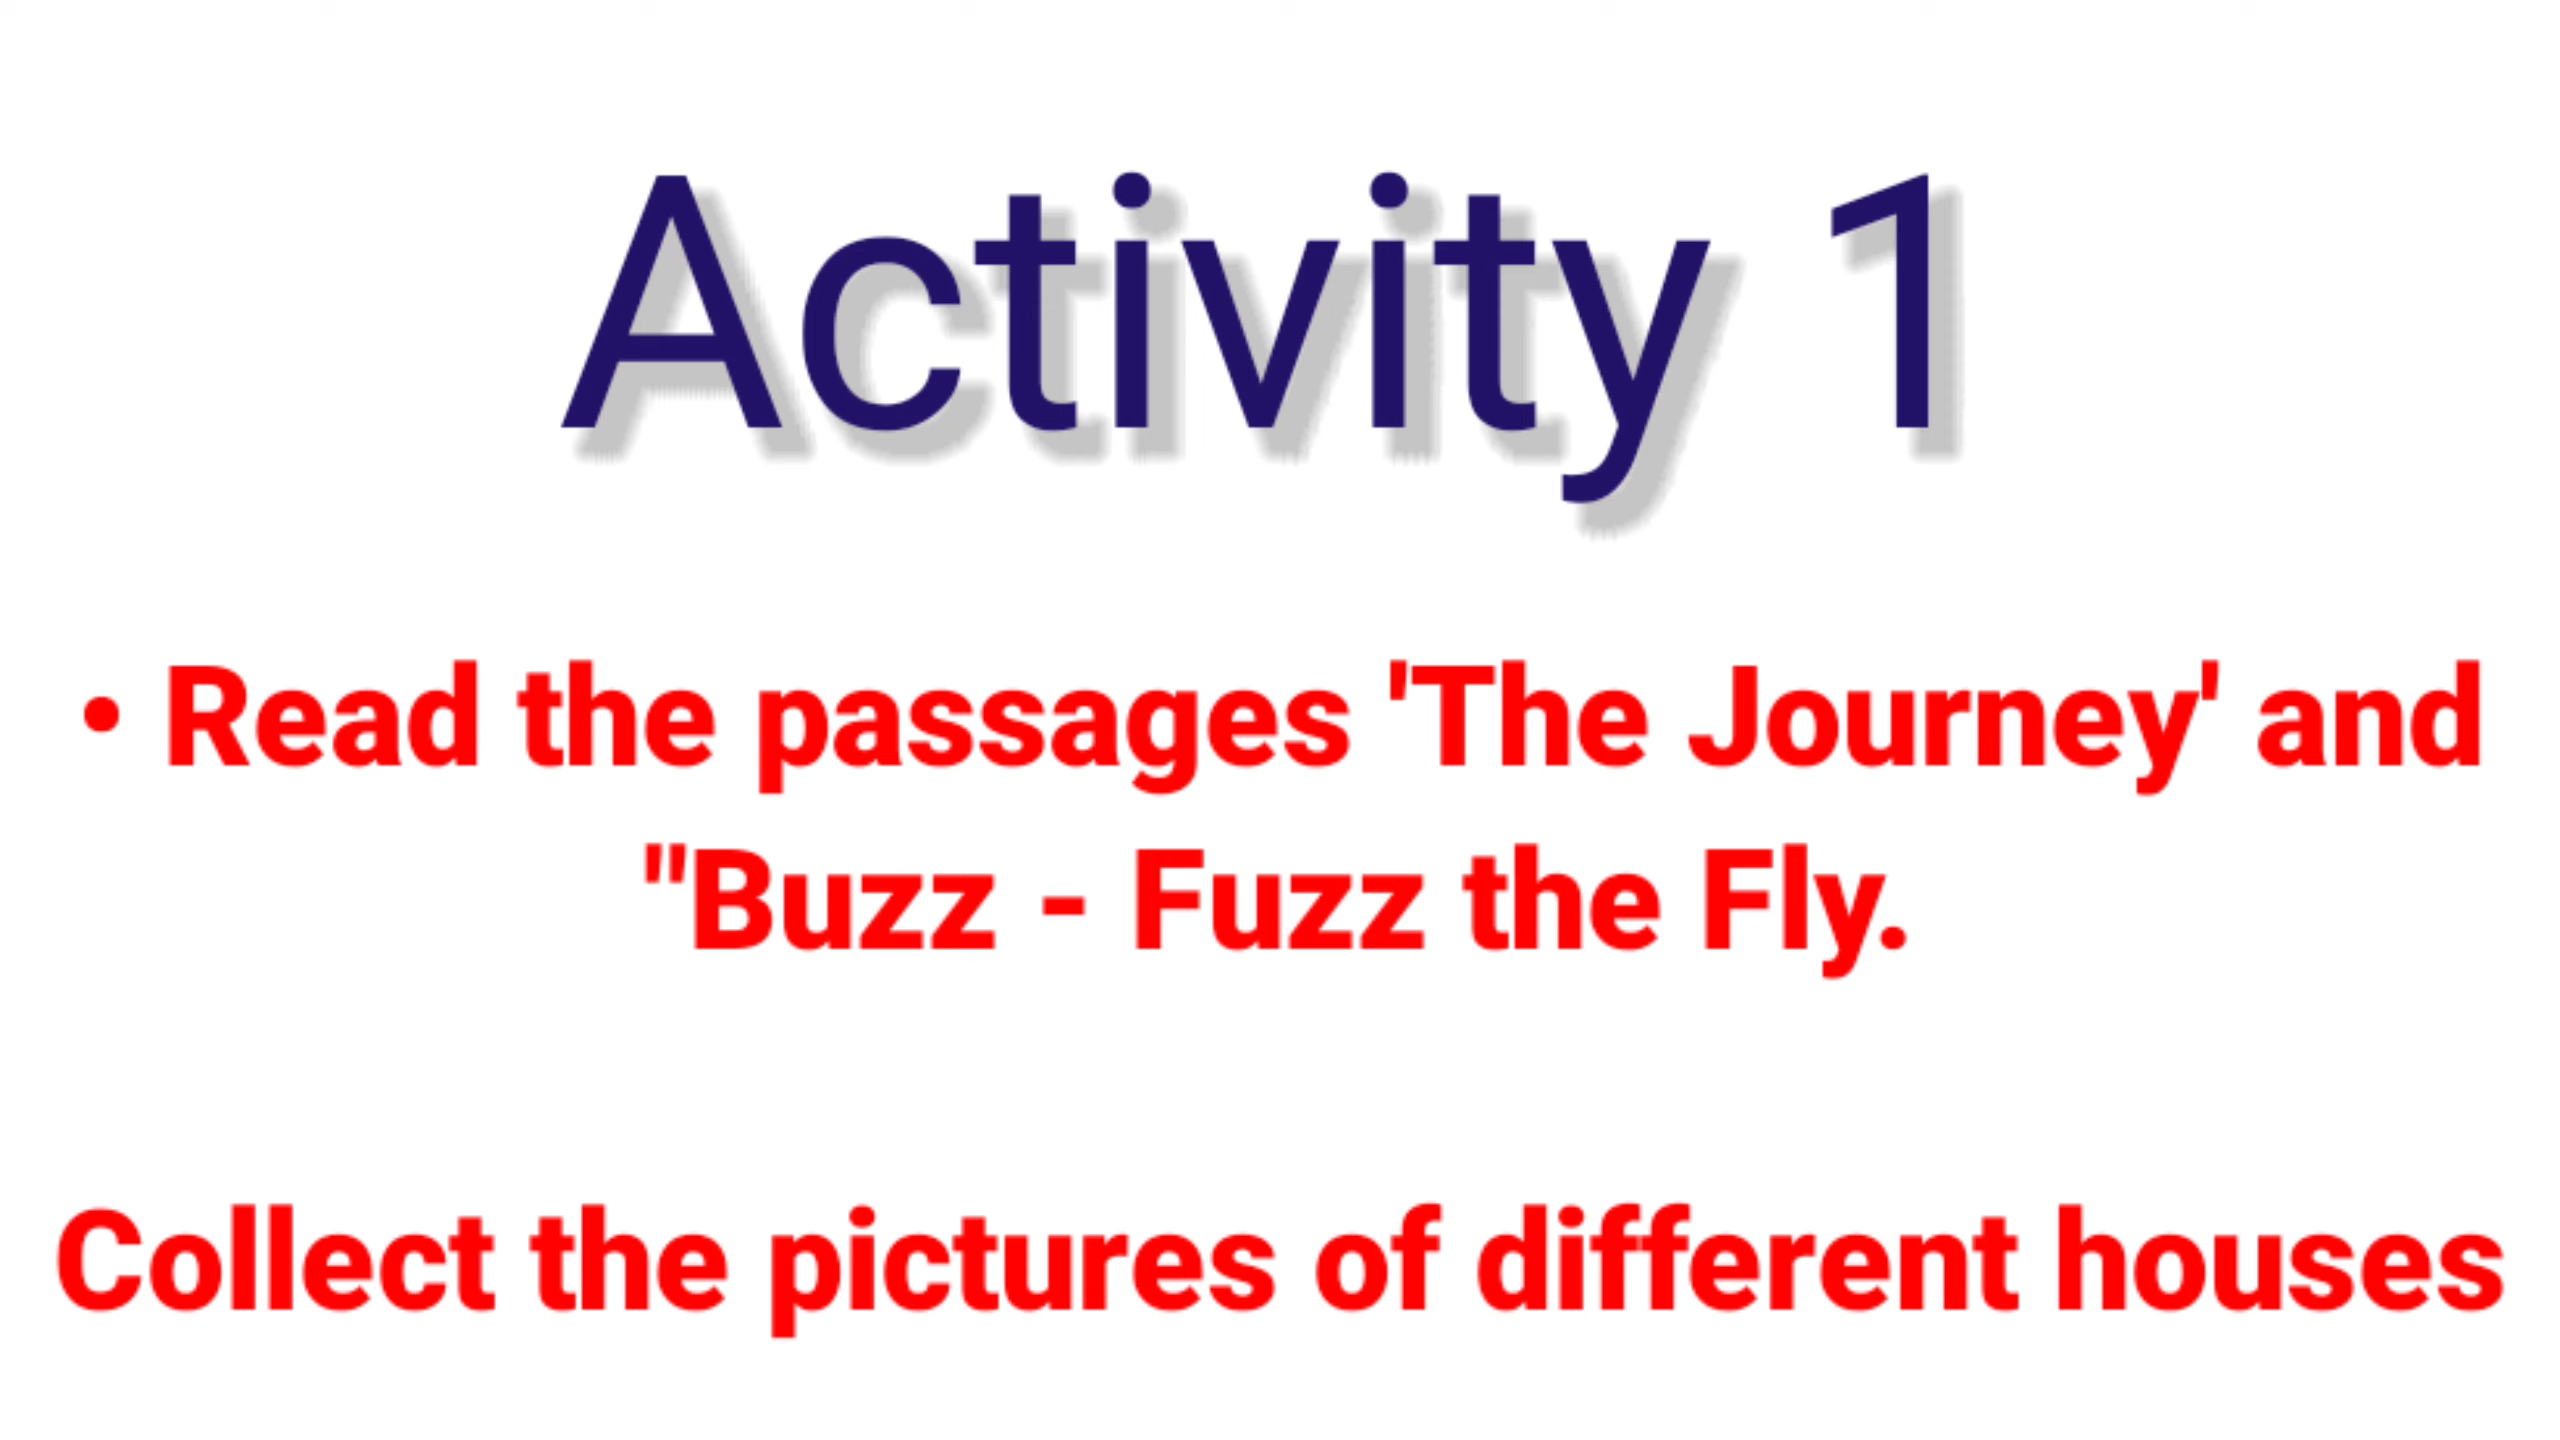 Activity 1
• Read the passages 'The Journey' and
"Buzz - Fuzz the Fly.
Collect the pictures of different houses